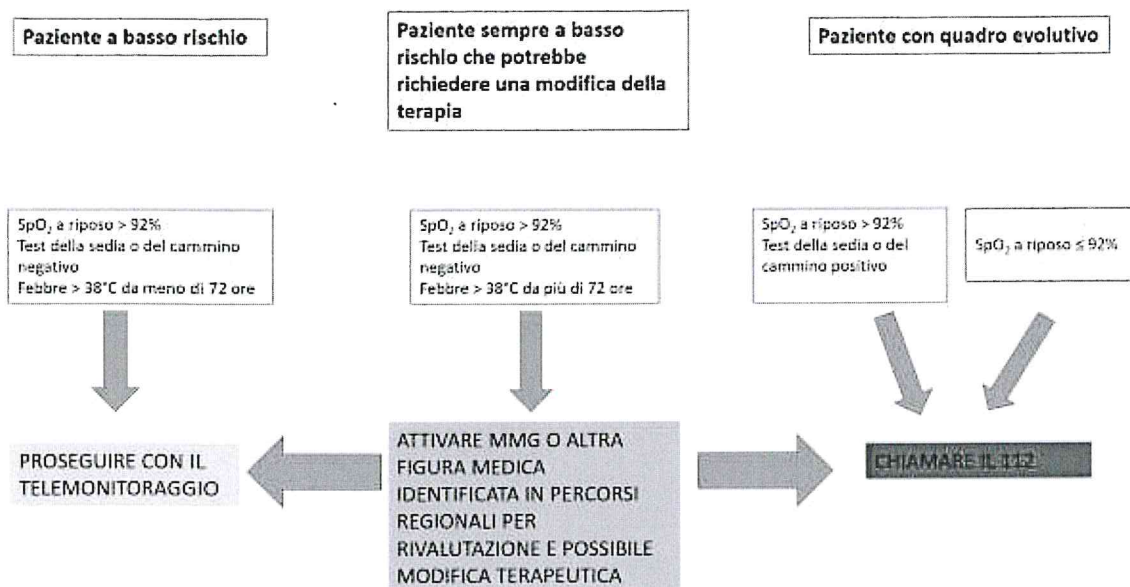 Paziente a basso rischio
Paziente sempre a basso
rischio che potrebbe
richiedere una modifica della
terapia
Paziente con quadro evolutivo
SpO₂ a riposo > 92%
Test della sedia o del cammino
negativo
Febbre > 38°C da meno di 72 ore
SpO₂ a riposo > 92%
Test della sedia o del cammino
negativo
Febbre > 38°C da più di 72 ore
SpO₂ a riposo > 92%
Test della sedia o del
cammino positivo
SpO₂ a riposo ≤ 92%
PROSEGUIRE CON IL
TELEMONITORAGGIO
ATTIVARE MMG O ALTRA
FIGURA MEDICA
IDENTIFICATA IN PERCORSI
REGIONALI PER
RIVALUTAZIONE E POSSIBILE
MODIFICA TERAPEUTICA
CHIAMARE IL 112